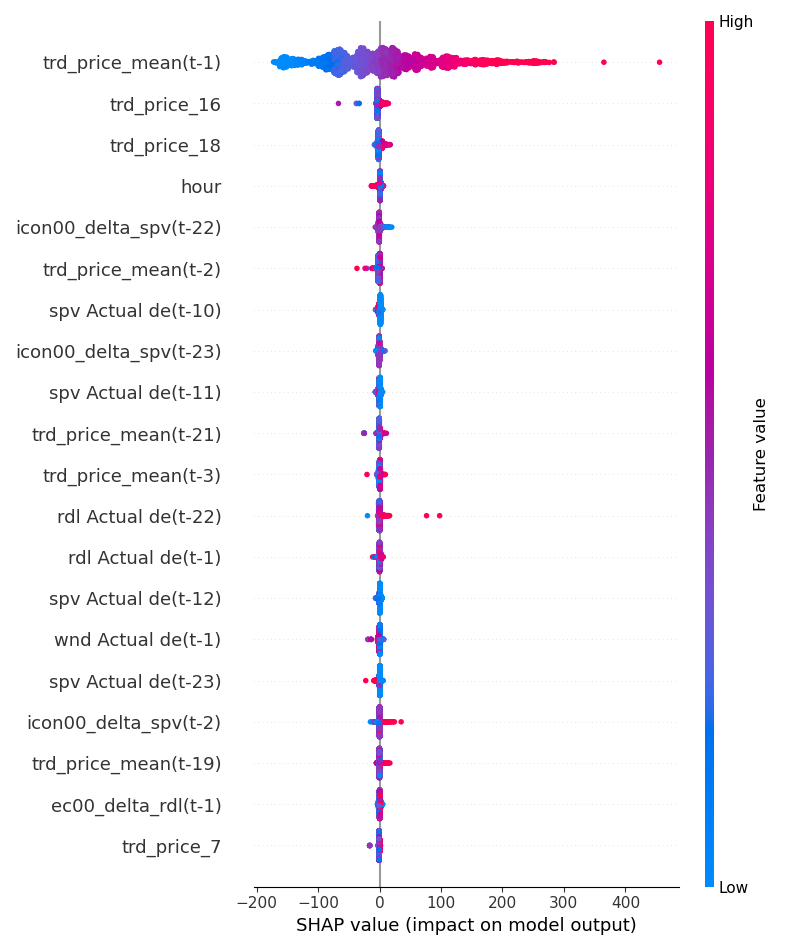 High
trd_price_mean(t-1)
trd_price_16
trd_price_18
hour
icon00_delta_spv(t-22)
trd_price_mean(t-2)
spv Actual de(t-10)
icon00_delta_spv(t-23)
spv Actual de(t-11)
trd_price_mean(t-21)
trd_price_mean(t-3)
rdl Actual de(t-22)
rdl Actual de(t-1)
spv Actual de(t-12)
wnd Actual de(t-1)
spv Actual de(t-23)
icon00_delta_spv(t-2)
trd_price_mean(t-19)
ec00_delta_rdl(t-1)
trd_price_7
Feature value
Low
−200 −100 0 100 200 300 400
SHAP value (impact on model output)